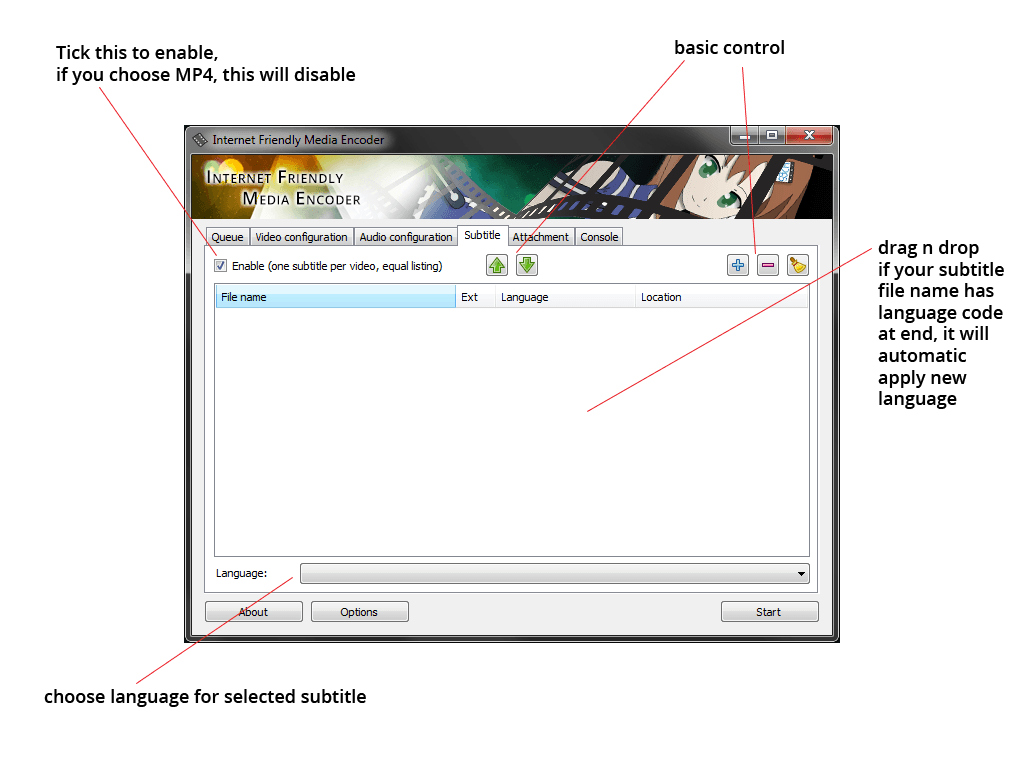 Tick this to enable,
if you choose MP4, this will disable
basic control
Internet Friendly Media Encoder
INTERNET FRIENDLY
MEDIA ENCODER
Queue Video configuration Audio configuration Subtitle Attachment Console
Enable (one subtitle per video, equal listing)
File name Ext Language Location
drag n drop
if your subtitle
file name has
language code
at end, it will
automatic
apply new
language
Language:
About Options Start
choose language for selected subtitle